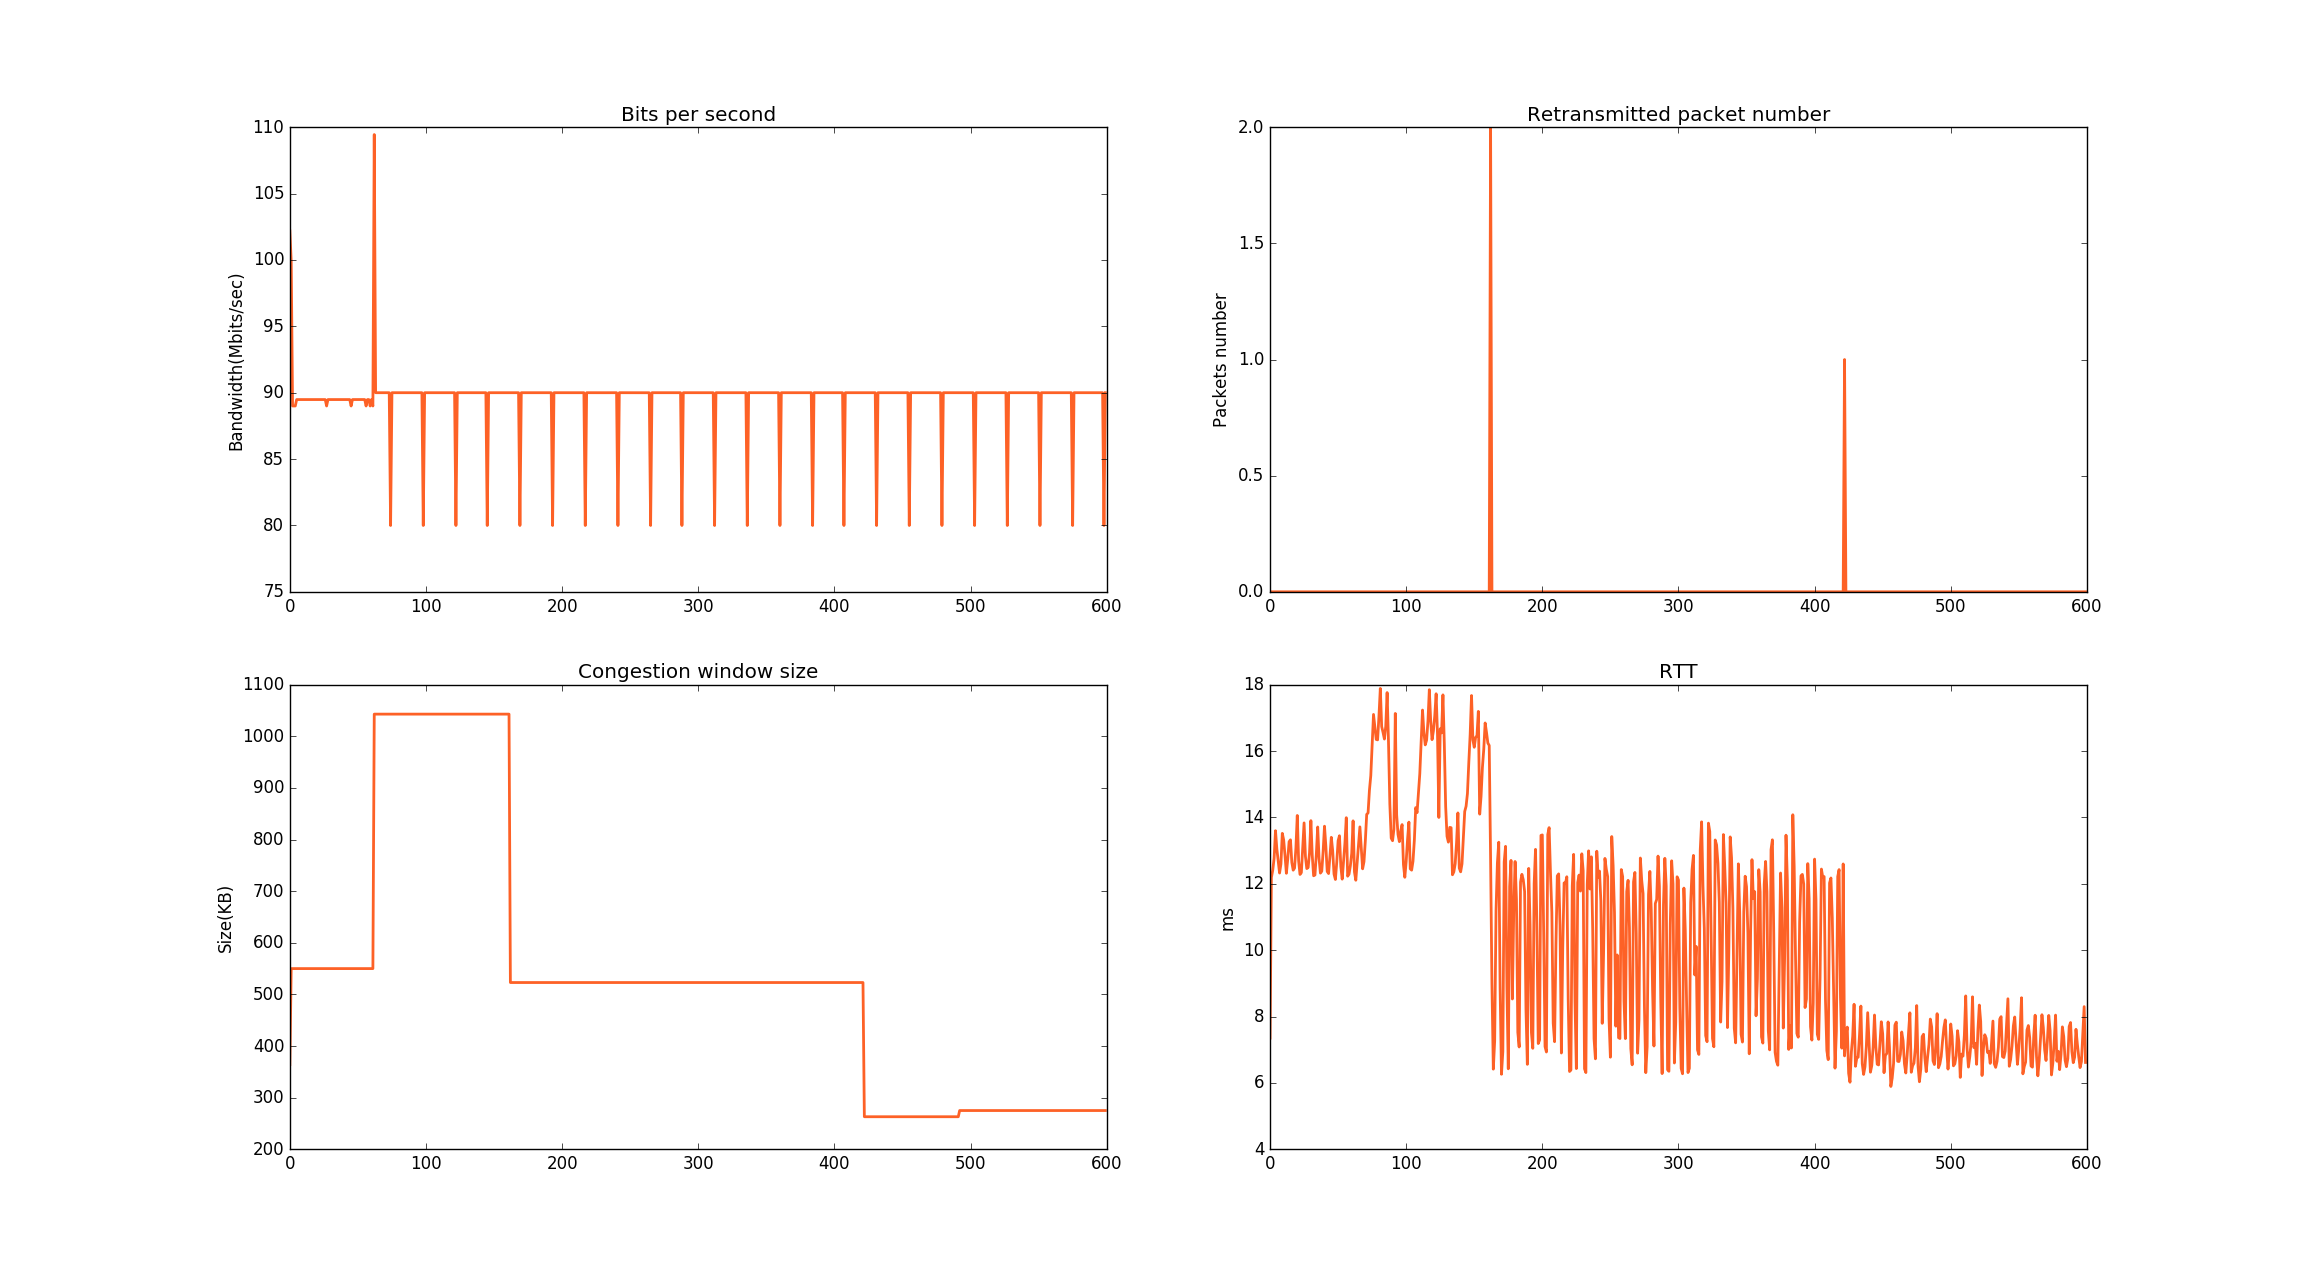 Bits per second
110
105
100
95
90
85
80
75
Bandwidth(Mbits/sec)
0 100 200 300 400 500 600
Retransmitted packet number
2.0
1.5
1.0
0.5
0.0
Packets number
0 100 200 300 400 500 600
Congestion window size
1100
1000
900
800
700
600
500
400
300
200
Size(KB)
0 100 200 300 400 500 600
RTT
18
16
14
12
10
8
6
4
ms
0 100 200 300 400 500 600